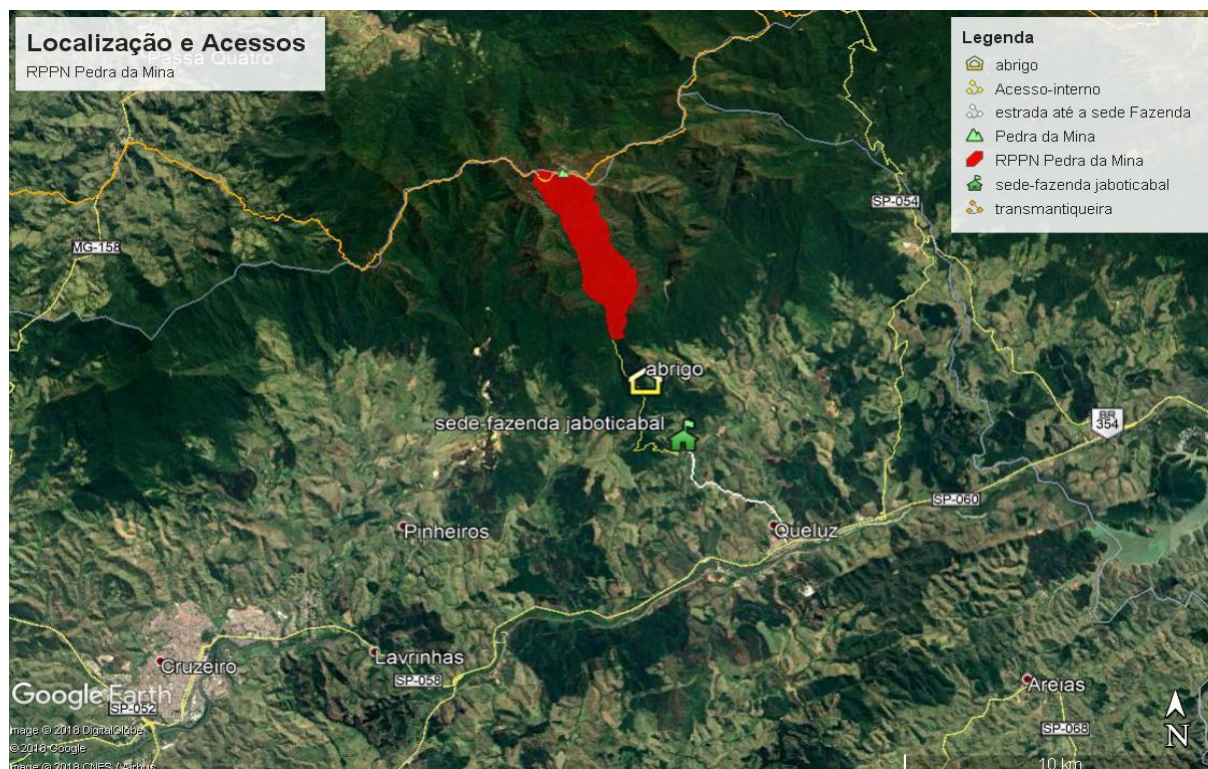 Localização e Acessos
Passa Quatro
RPPN Pedra da Mina
Legenda
abrigo
Acesso-interno
estrada até a sede Fazenda
Pedra da Mina
RPPN Pedra da Mina
sede-fazenda jaboticabal
transmantiqueira
SP-054
MG-158
abrigo
sede-fazenda jaboticabal
BR
354
SP-060
Pinheiros
Queluz
Lavrinhas
Cruzeiro
SP-058
Areias
Google Earth
SP-052
SP-068
N
Image © 2018 DigitalGlobe
© 2018 Google
Image © 2018 CNES / Airbus
10 km